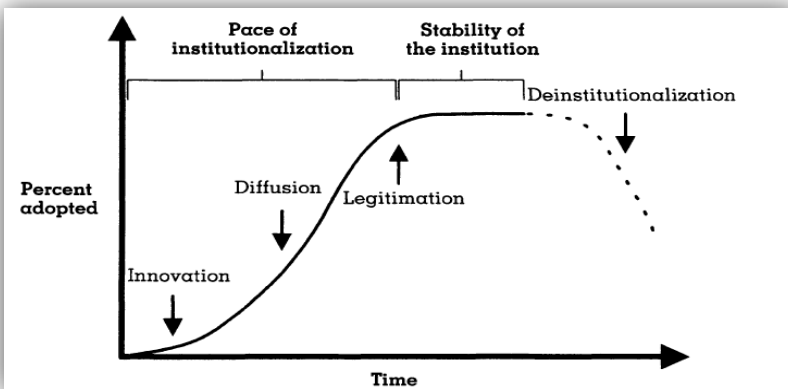 Pace of
institutionalization
Stability of
the institution
Deinstitutionalization
Diffusion
Legitimation
Percent
adopted
Innovation
Time